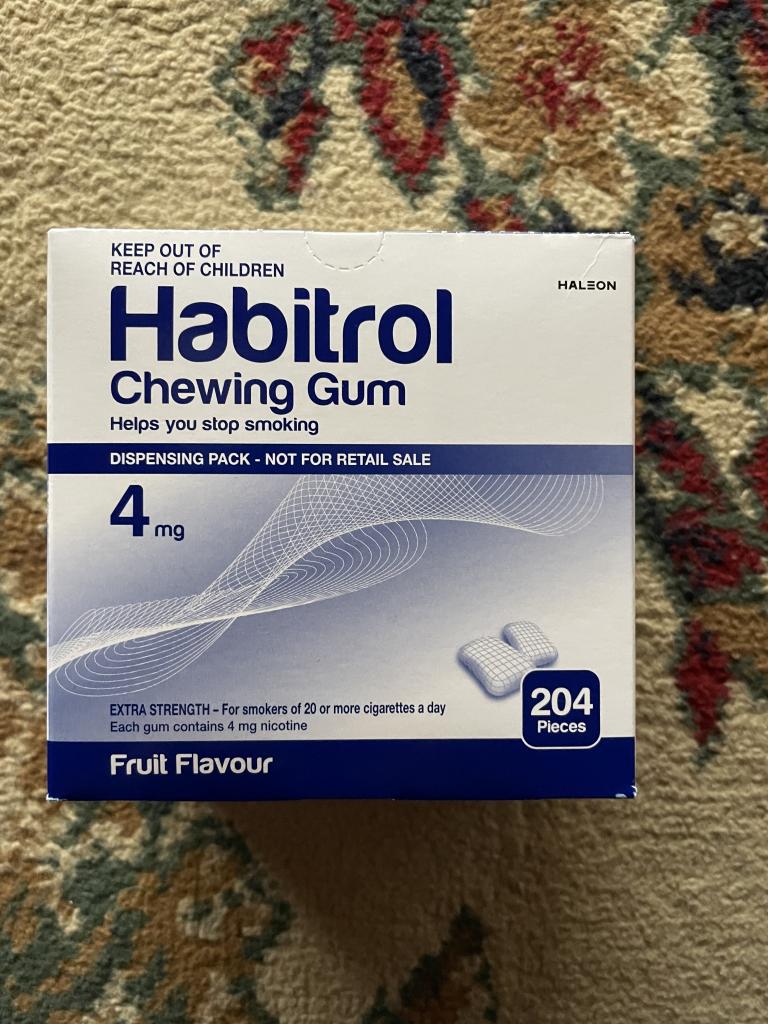 KEEP OUT OF
REACH OF CHILDREN
HALEON
Habitrol
Chewing Gum
Helps you stop smoking
DISPENSING PACK - NOT FOR RETAIL SALE
4 mg
EXTRA STRENGTH – For smokers of 20 or more cigarettes a day
Each gum contains 4 mg nicotine
204
Pieces
Fruit Flavour